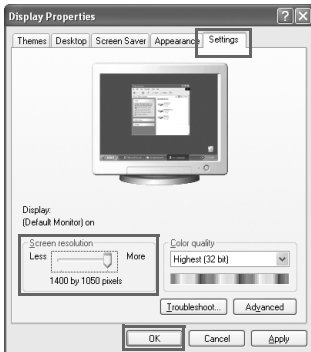 Display Properties
Themes Desktop Screen Saver Appearance Settings
Display:
(Default Monitor) on
Screen resolution
Less More
1400 by 1050 pixels
Color quality
Highest (32 bit)
Troubleshoot... Advanced
OK Cancel Apply